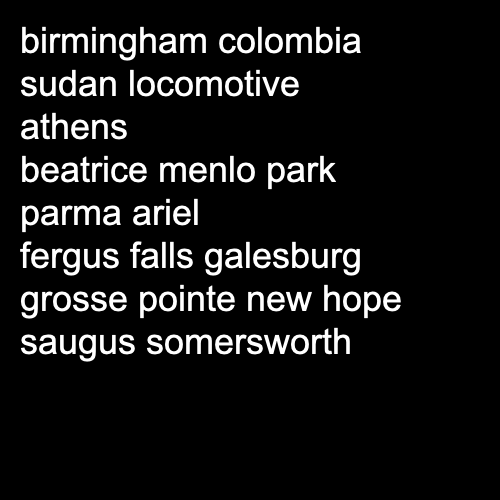 birmingham colombia
sudan locomotive
athens
beatrice menlo park
parma ariel
fergus falls galesburg
grosse pointe new hope
saugus somersworth